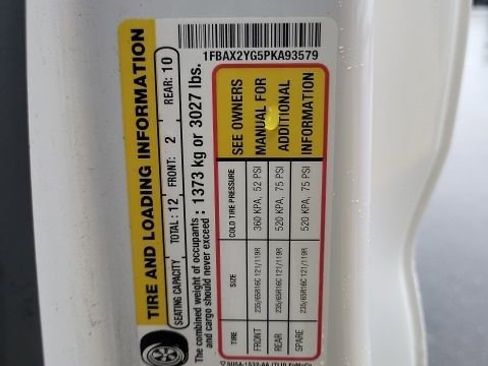 1FBAX2YG5PKA93579
TIRE AND LOADING INFORMATION
SEATING CAPACITY TOTAL: 12 FRONT: 2 REAR: 10
The combined weight of occupants : 1373 kg or 3027 lbs.
and cargo should never exceed
TIRE SIZE COLD TIRE PRESSURE
FRONT 235/65R16C 121/119R 360 KPA, 52 PSI
REAR 235/65R16C 121/119R 520 KPA, 75 PSI
SPARE 235/65R16C 121/119R 520 KPA, 75 PSI
SEE OWNERS
MANUAL FOR
ADDITIONAL
INFORMATION